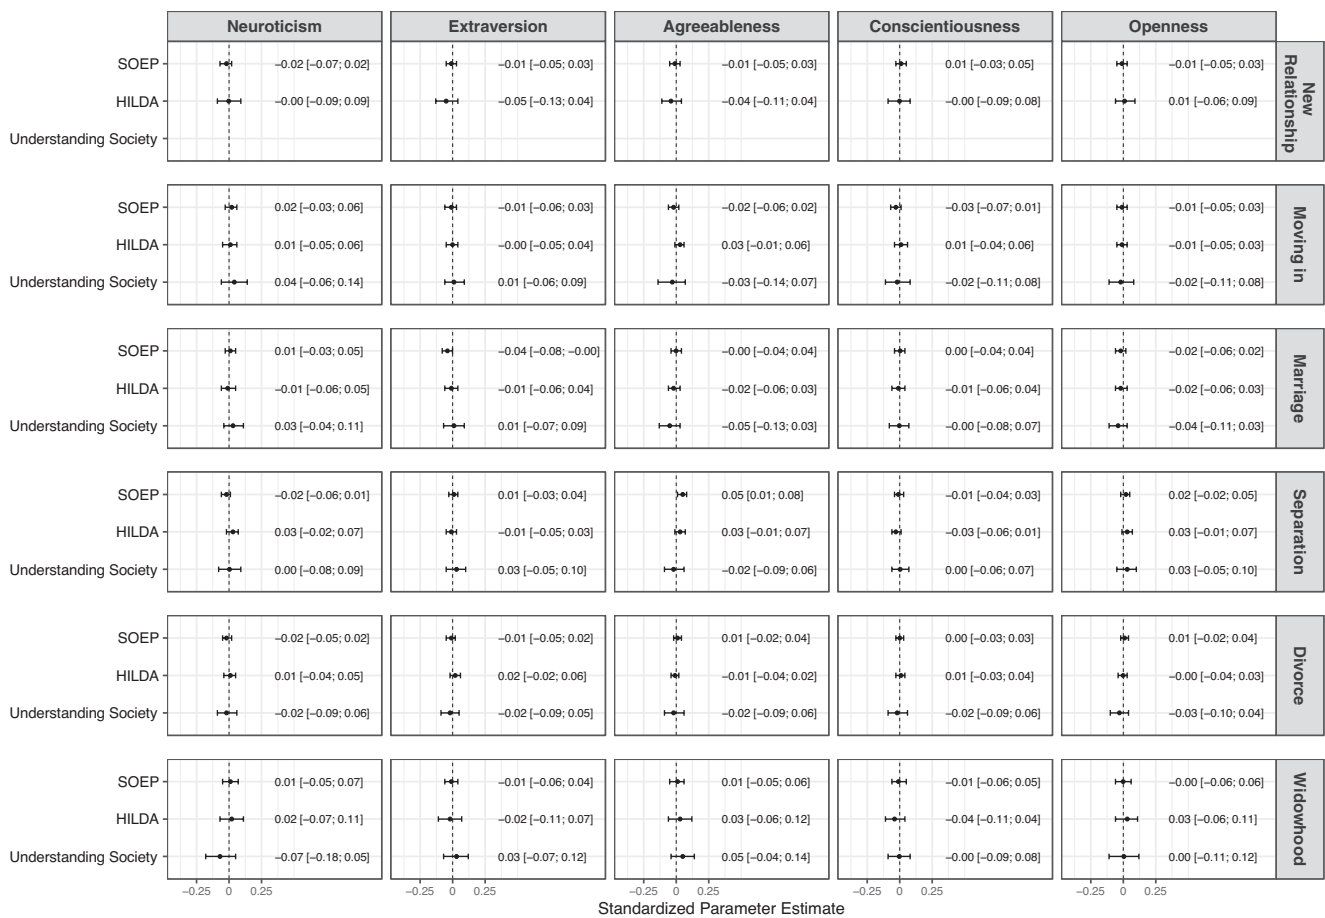 Neuroticism Extraversion Agreeableness Conscientiousness Openness
New Relationship
SOEP −0.02 [−0.07; 0.02] −0.01 [−0.05; 0.03] −0.01 [−0.05; 0.03] 0.01 [−0.03; 0.05] −0.01 [−0.05; 0.03]
HILDA −0.00 [−0.09; 0.09] −0.05 [−0.13; 0.04] −0.04 [−0.11; 0.04] −0.00 [−0.09; 0.08] 0.01 [−0.06; 0.09]
Understanding Society
Moving in
SOEP 0.02 [−0.03; 0.06] −0.01 [−0.06; 0.03] −0.02 [−0.06; 0.02] −0.03 [−0.07; 0.01] −0.01 [−0.05; 0.03]
HILDA 0.01 [−0.05; 0.06] −0.00 [−0.05; 0.04] 0.03 [−0.01; 0.06] 0.01 [−0.04; 0.06] −0.01 [−0.05; 0.03]
Understanding Society 0.04 [−0.06; 0.14] 0.01 [−0.06; 0.09] −0.03 [−0.14; 0.07] −0.02 [−0.11; 0.08] −0.02 [−0.11; 0.08]
Marriage
SOEP 0.01 [−0.03; 0.05] −0.04 [−0.08; −0.00] −0.00 [−0.04; 0.04] 0.00 [−0.04; 0.04] −0.02 [−0.06; 0.02]
HILDA −0.01 [−0.06; 0.05] −0.01 [−0.06; 0.04] −0.02 [−0.06; 0.03] −0.01 [−0.06; 0.04] −0.02 [−0.06; 0.03]
Understanding Society 0.03 [−0.04; 0.11] 0.01 [−0.07; 0.09] −0.05 [−0.13; 0.03] −0.00 [−0.08; 0.07] −0.04 [−0.11; 0.03]
Separation
SOEP −0.02 [−0.06; 0.01] 0.01 [−0.03; 0.04] 0.05 [0.01; 0.08] −0.01 [−0.04; 0.03] 0.02 [−0.02; 0.05]
HILDA 0.03 [−0.02; 0.07] −0.01 [−0.05; 0.03] 0.03 [−0.01; 0.07] −0.03 [−0.06; 0.01] 0.03 [−0.01; 0.07]
Understanding Society 0.00 [−0.08; 0.09] 0.03 [−0.05; 0.10] −0.02 [−0.09; 0.06] 0.00 [−0.06; 0.07] 0.03 [−0.05; 0.10]
Divorce
SOEP −0.02 [−0.05; 0.02] −0.01 [−0.05; 0.02] 0.01 [−0.02; 0.04] 0.00 [−0.03; 0.03] 0.01 [−0.02; 0.04]
HILDA 0.01 [−0.04; 0.05] 0.02 [−0.02; 0.06] −0.01 [−0.04; 0.02] 0.01 [−0.03; 0.04] −0.00 [−0.04; 0.03]
Understanding Society −0.02 [−0.09; 0.06] −0.02 [−0.09; 0.05] −0.02 [−0.09; 0.06] −0.02 [−0.09; 0.06] −0.03 [−0.10; 0.04]
Widowhood
SOEP 0.01 [−0.05; 0.07] −0.01 [−0.06; 0.04] 0.01 [−0.05; 0.06] −0.01 [−0.06; 0.05] −0.00 [−0.06; 0.06]
HILDA 0.02 [−0.07; 0.11] −0.02 [−0.11; 0.07] 0.03 [−0.06; 0.12] −0.04 [−0.11; 0.04] 0.03 [−0.06; 0.11]
Understanding Society −0.07 [−0.18; 0.05] 0.03 [−0.07; 0.12] 0.05 [−0.04; 0.14] −0.00 [−0.09; 0.08] 0.00 [−0.11; 0.12]
−0.25 0 0.25 −0.25 0 0.25 −0.25 0 0.25 −0.25 0 0.25 −0.25 0 0.25
Standardized Parameter Estimate